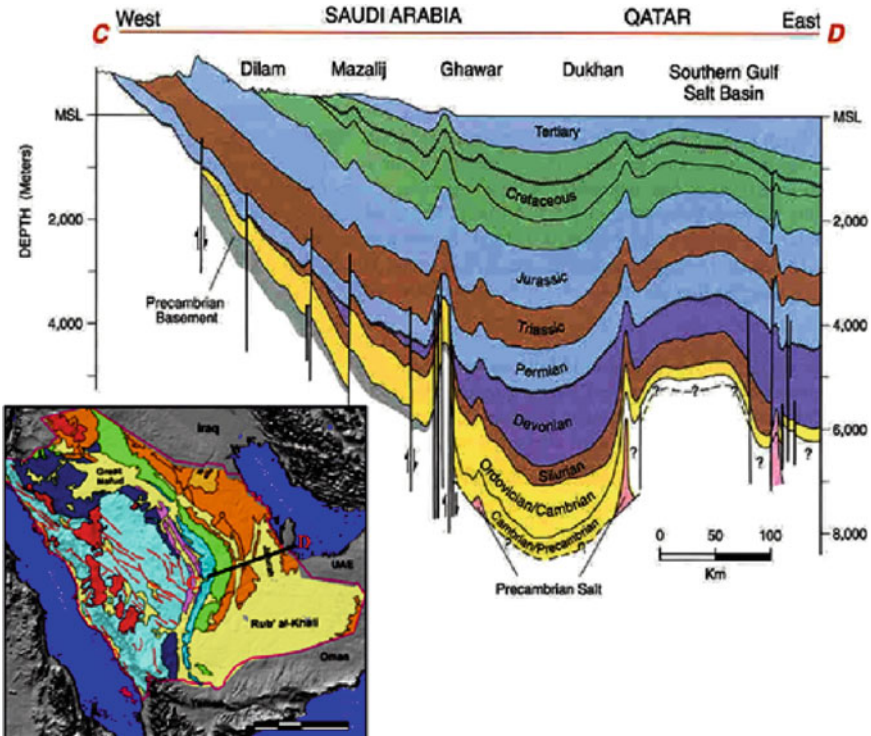 C West SAUDI ARABIA QATAR East D
Dilam Mazalij Ghawar Dukhan Southern Gulf
Salt Basin
MSL MSL
Tertiary
Cretaceous
DEPTH (Meters)
2,000 2,000
Jurassic
Precambrian
Basement
Triassic
4,000 4,000
Permian
Devonian
6,000
Silurian
Ordovician/Cambrian
Cambrian/Precambrian
8,000
? ? ? ? ? ? ? ? ?
0 50 100
Km
Precambrian Salt
Iraq
Great
Nafud
D
UAE
Rub' al-Khali
Oman
Yemen